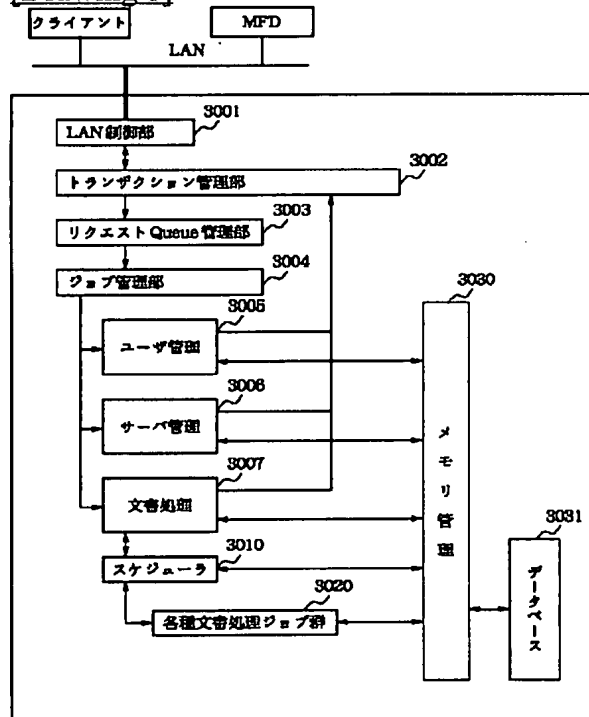 クライアント
MFD
LAN
3001
LAN制御部
3002
トランザクション管理部
3003
リクエストQueue管理部
3004
ジョブ管理部
3005
ユーザ管理
3006
サーバ管理
3007
文書処理
3010
スケジューラ
3020
各種文書処理ジョブ群
3030
メモリ管理
3031
データベース